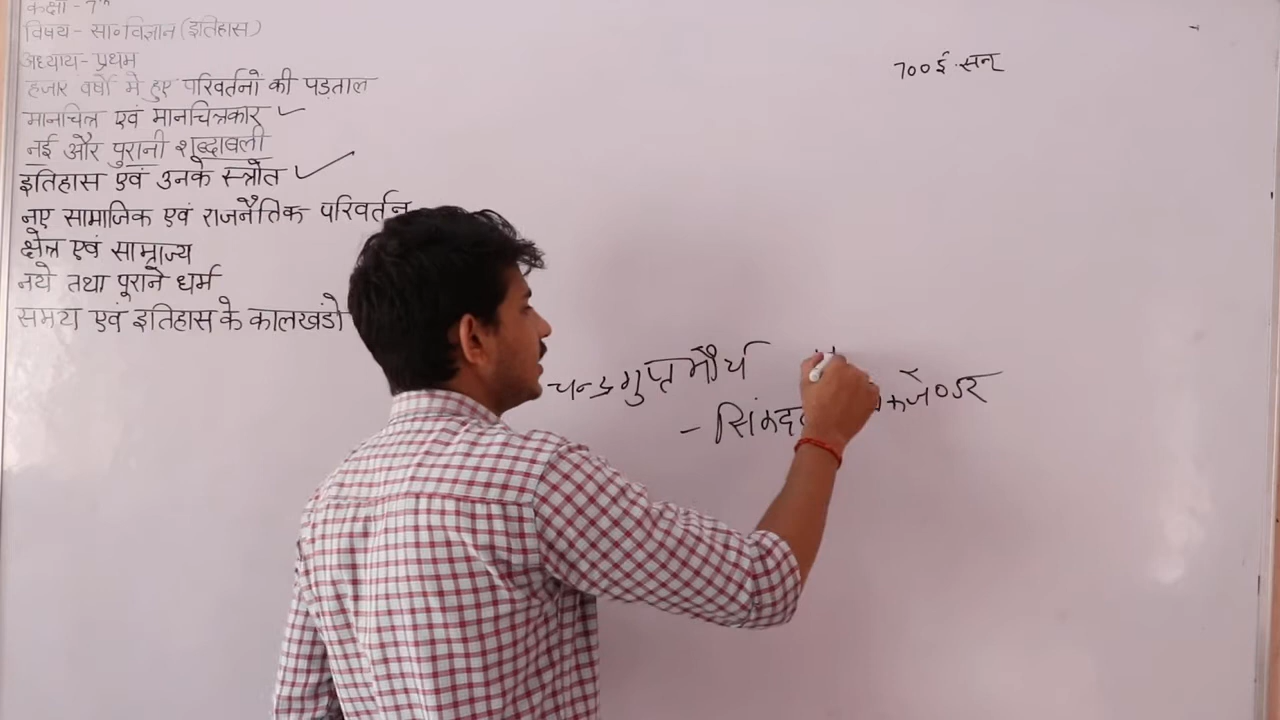 कक्षा - 7th
विषय - सा॰विज्ञान (इतिहास)
अध्याय - प्रथम
हजार वर्षो मे हुए परिवर्तनों की पड़ताल
मानचित्र एवं मानचित्रकार
नई और पुरानी शब्दावली
इतिहास एवं उनके स्त्रोत
नए सामाजिक एवं राजनैतिक परिवर्तन
क्षेत्र एवं साम्राज्य
नये तथा पूराने धर्म
समय एवं इतिहास के कालखंडो
700 ई. सन्
चन्द्रगुप्त मौर्य